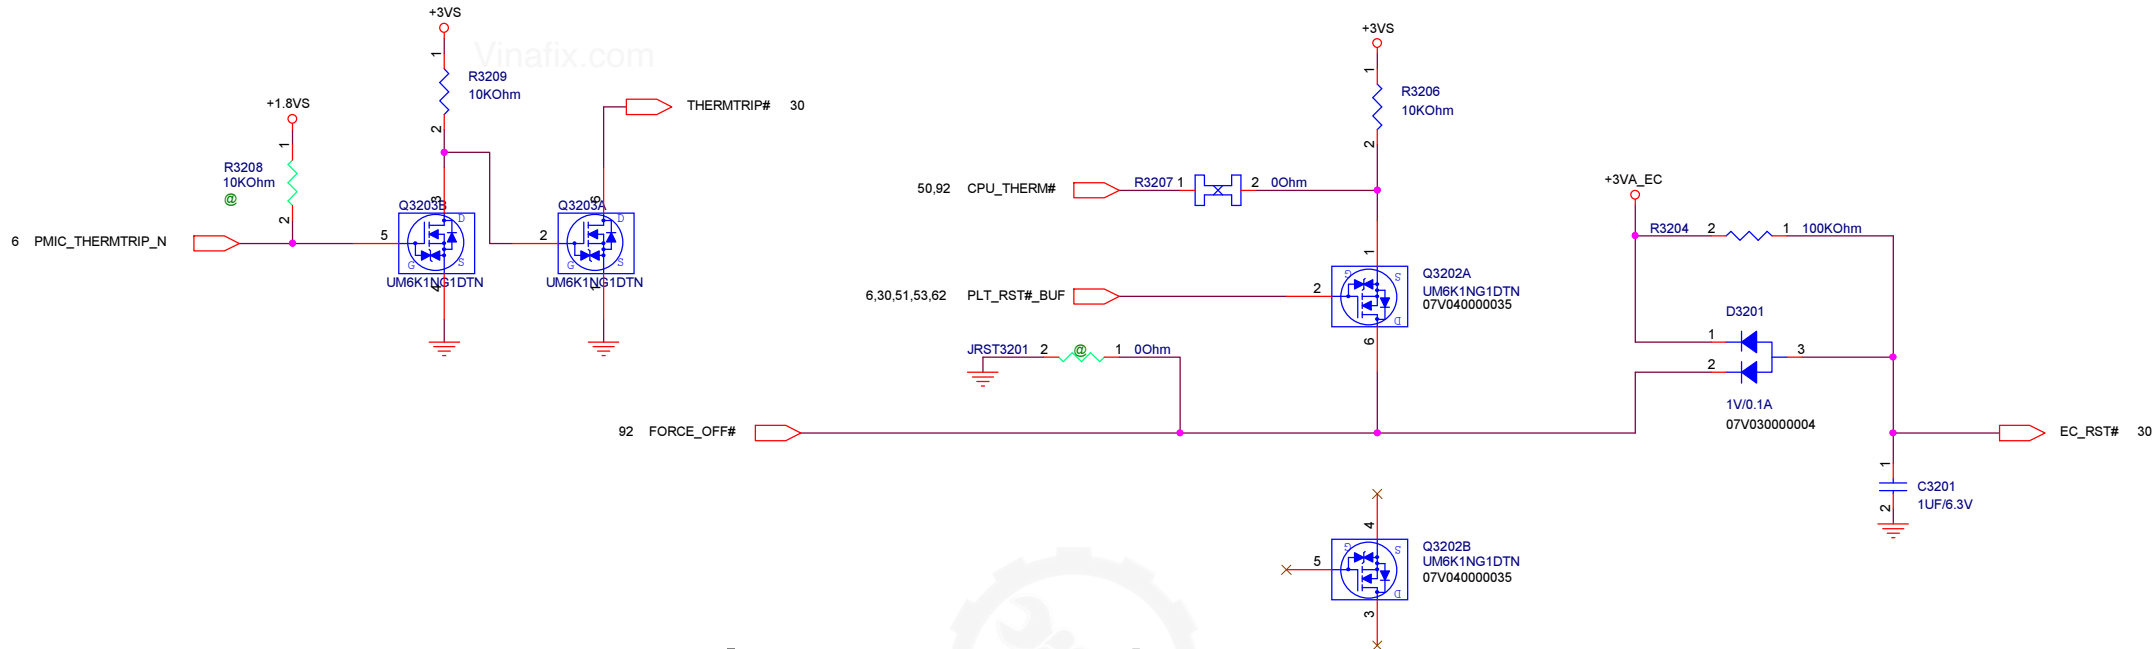 Vinafix.com
+3VS
1
R3209
10KOhm
2
+1.8VS
1
R3208
10KOhm
@
2
6 PMIC_THERMTRIP_N
5
Q3203B
3
D
G
S
UM6K1NG1DTN
4
THERMTRIP# 30
Q3203A
6
2
D
G
S
UM6K1NG1DTN
1
+3VS
1
R3206
10KOhm
2
50,92 CPU_THERM#
R3207 1
2 0Ohm
1
6,30,51,53,62 PLT_RST#_BUF
2
G
S
D
Q3202A
UM6K1NG1DTN
07V040000035
6
JRST3201 2
@
1 0Ohm
92 FORCE_OFF#
+3VA_EC
R3204 2
1 100KOhm
D3201
1
2
3
1V/0.1A
07V030000004
EC_RST# 30
1
C3201
1UF/6.3V
2
4
5
G
S
D
Q3202B
UM6K1NG1DTN
07V040000035
3